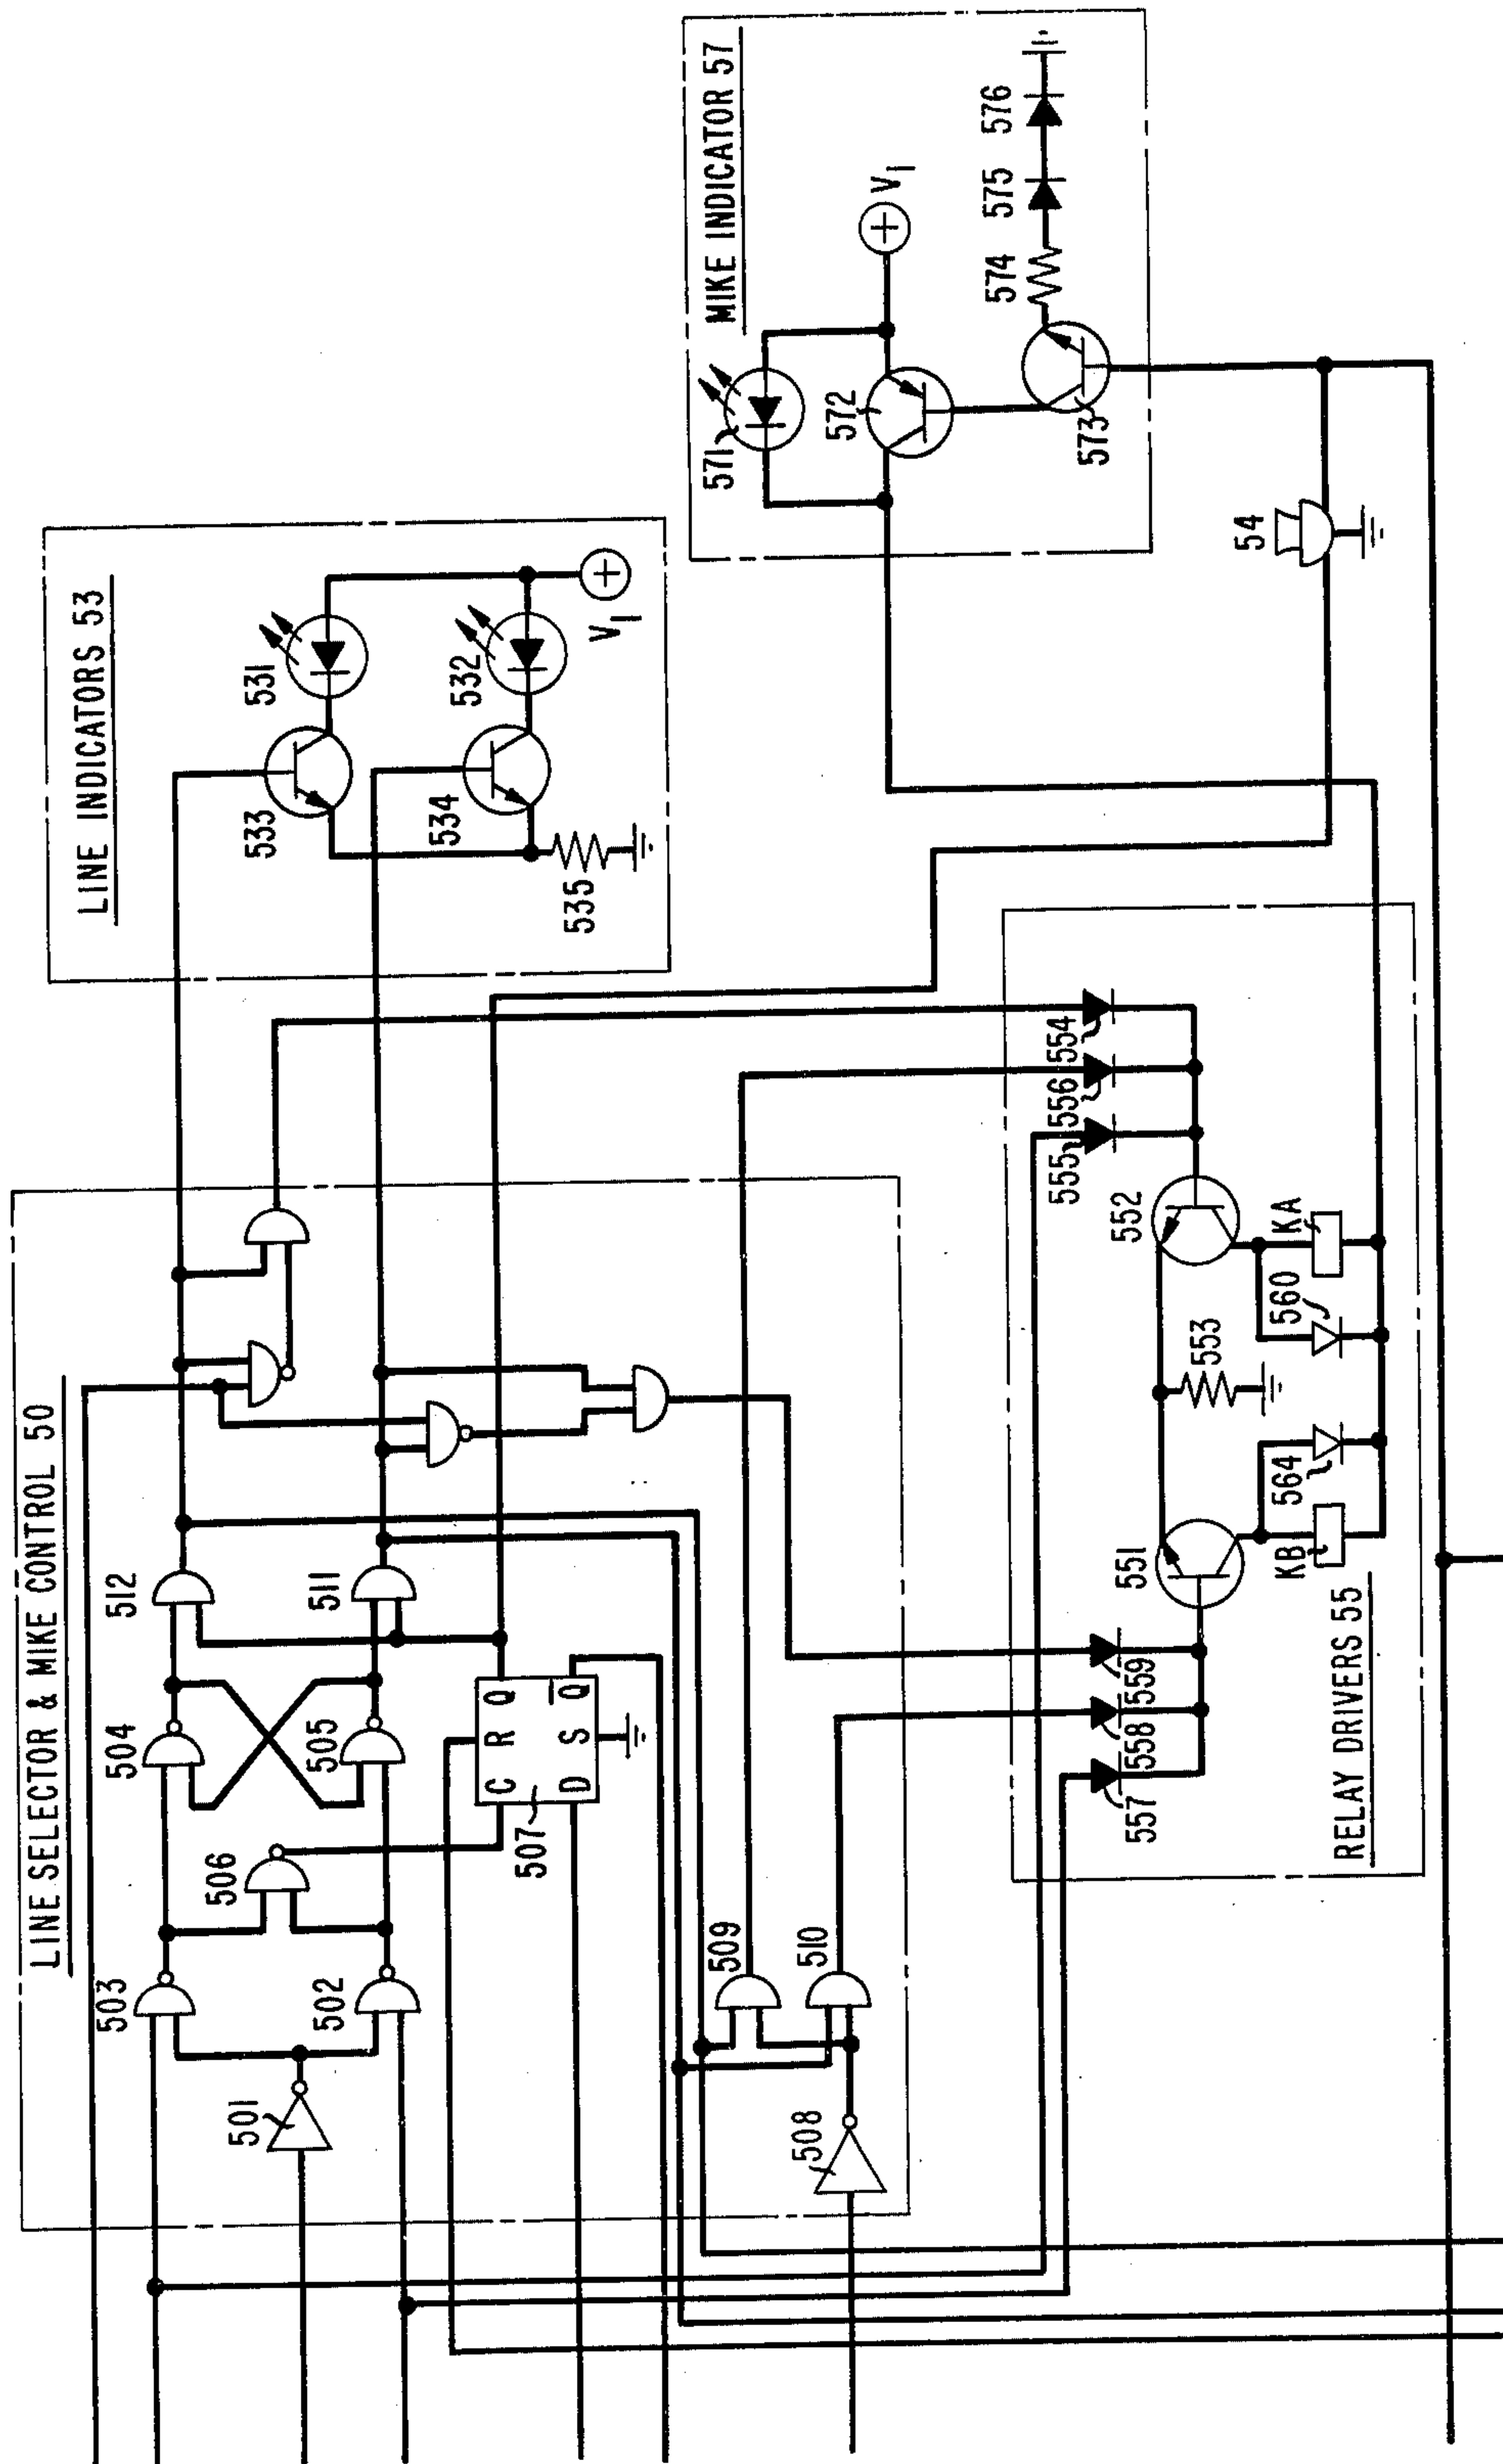 LINE SELECTOR & MIKE CONTROL 50
501
502
503
504
505
506
507
C
R
Q
D
S
Q
508
509
510
511
512
LINE INDICATORS 53
531
532
533
534
535
V1
MIKE INDICATOR 57
571
572
573
574
575
576
V1
54
RELAY DRIVERS 55
551
552
553
554
556
555
557
558
559
560
564
KA
KB